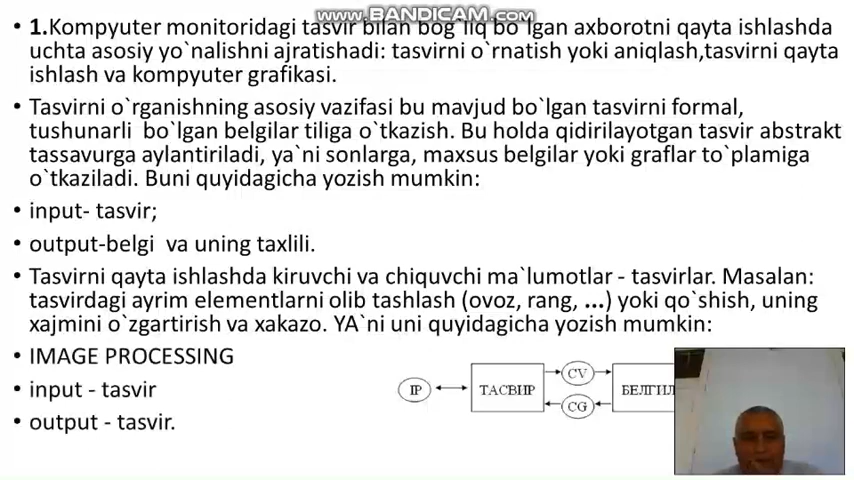 www.BANDICAM.com
• 1.Kompyuter monitoridagi tasvir bilan bog`liq bo`lgan axborotni qayta ishlashda
uchta asosiy yo`nalishni ajratishadi: tasvirni o`rnatish yoki aniqlash,tasvirni qayta
ishlash va kompyuter grafikasi.
• Tasvirni o`rganishning asosiy vazifasi bu mavjud bo`lgan tasvirni formal,
tushunarli bo`lgan belgilar tiliga o`tkazish. Bu holda qidirilayotgan tasvir abstrakt
tassavurga aylantiriladi, ya`ni sonlarga, maxsus belgilar yoki graflar to`plamiga
o`tkaziladi. Buni quyidagicha yozish mumkin:
• input- tasvir;
• output-belgi va uning taxlili.
• Tasvirni qayta ishlashda kiruvchi va chiquvchi ma`lumotlar - tasvirlar. Masalan:
tasvirdagi ayrim elementlarni olib tashlash (ovoz, rang, ...) yoki qo`shish, uning
xajmini o`zgartirish va xakazo. YA`ni uni quyidagicha yozish mumkin:
• IMAGE PROCESSING
• input - tasvir
• output - tasvir.
IP
ТАСВИР
CV
CG
БЕЛГИЛ